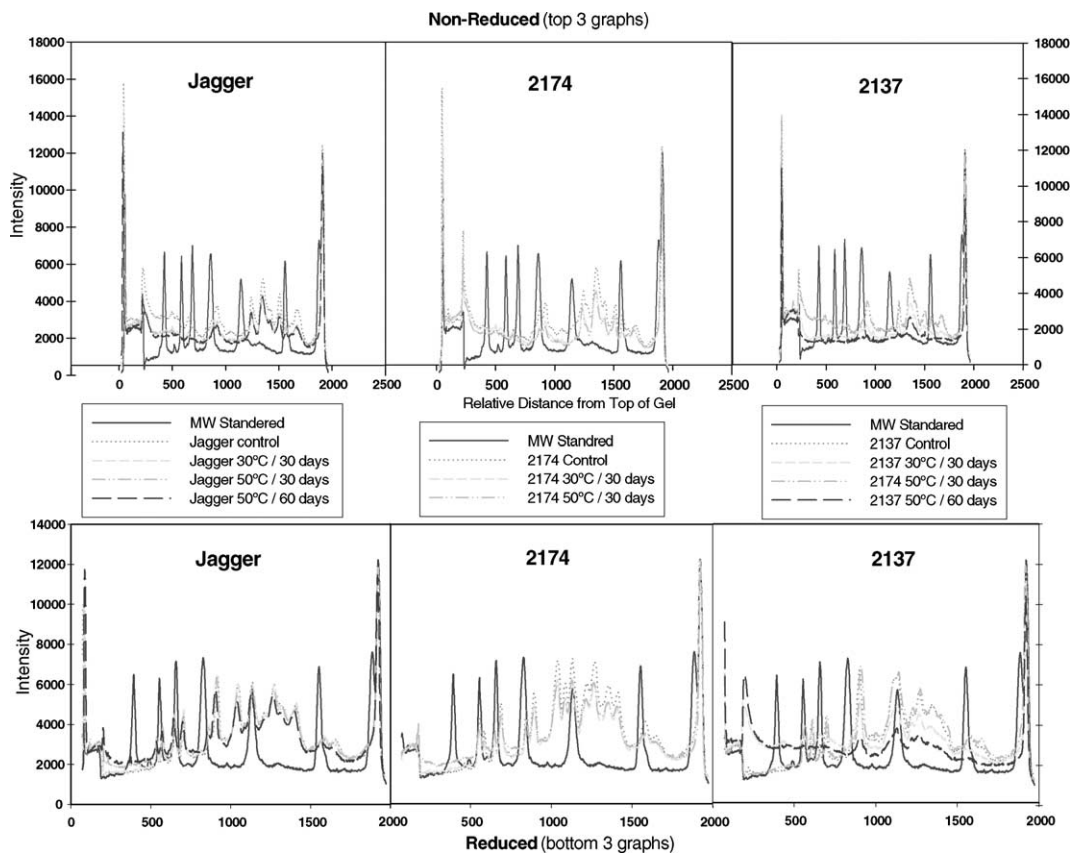 Non-Reduced (top 3 graphs)
18000
16000
14000
12000
10000
8000
6000
4000
2000
0
Intensity
Jagger
2174
2137
18000
16000
14000
12000
10000
8000
6000
4000
2000
0
0 500 1000 1500 2000 2500
0 500 1000 1500 2000 2500
0 500 1000 1500 2000 2500
Relative Distance from Top of Gel
MW Standered
Jagger control
Jagger 30ºC / 30 days
Jagger 50ºC / 30 days
Jagger 50ºC / 60 days
MW Standred
2174 Control
2174 30ºC / 30 days
2174 50ºC / 30 days
MW Standared
2137 Control
2137 30ºC / 30 days
2174 50ºC / 30 days
2137 50ºC / 60 days
14000
12000
10000
8000
6000
4000
2000
0
Intensity
Jagger
2174
2137
0 500 1000 1500 2000
500 1000 1500 2000
500 1000 1500 2000
Reduced (bottom 3 graphs)